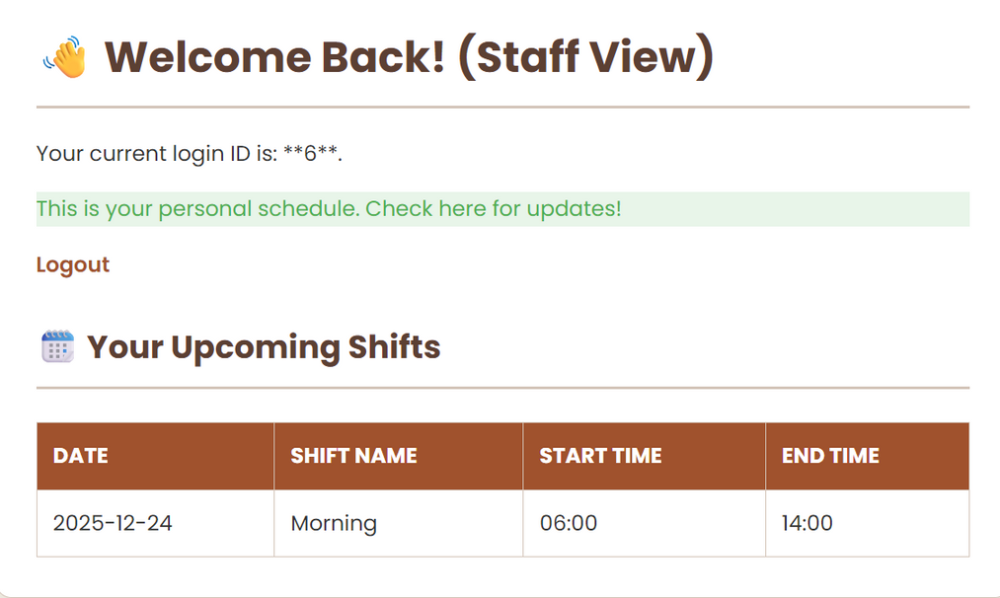 👋 Welcome Back! (Staff View)
Your current login ID is: **6**.
This is your personal schedule. Check here for updates!
Logout
🗓️ Your Upcoming Shifts
DATE SHIFT NAME START TIME END TIME
2025-12-24 Morning 06:00 14:00